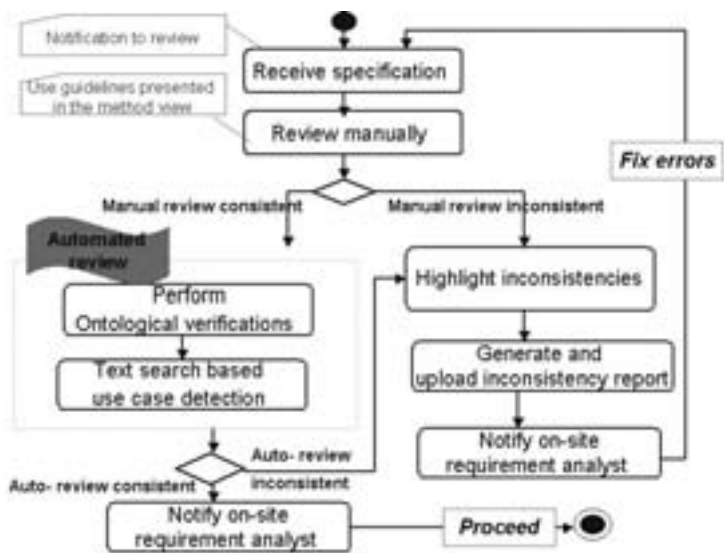 Notification to review
Receive specification
Use guidelines presented
in the method view
Review manually
Fix errors
Manual review consistent
Manual review inconsistent
Automated
review
Perform
Ontological verifications
Highlight inconsistencies
Text search based
use case detection
Generate and
upload inconsistency report
Auto- review
inconsistent
Notify on-site
requirement analyst
Auto- review consistent
Notify on-site
requirement analyst
Proceed